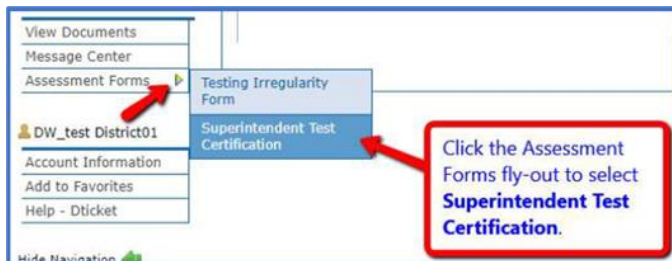 View Documents
Message Center
Assessment Forms
Testing Irregularity
Form
Superintendent Test
Certification
DW_test District01
Account Information
Add to Favorites
Help - Dticket
Hide Navigation
Click the Assessment
Forms fly-out to select
Superintendent Test
Certification.